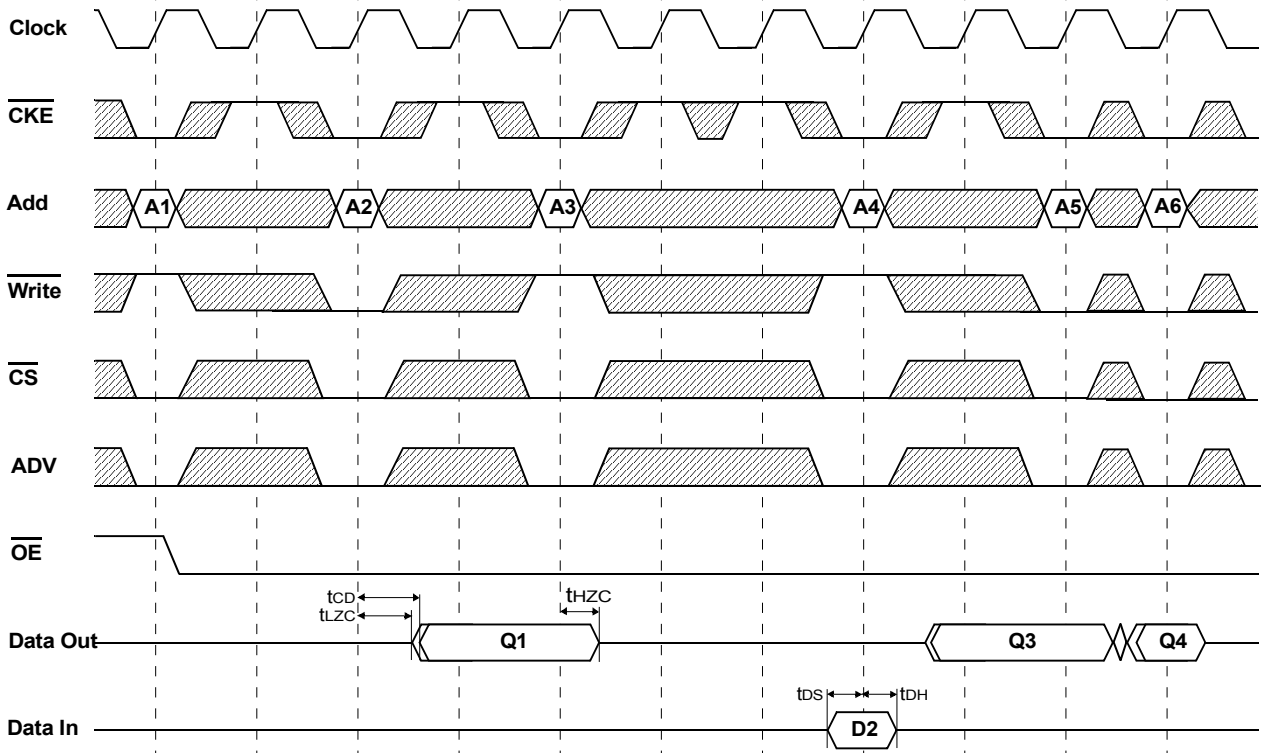 Clock
CKE
Add A1 A2 A3 A4 A5 A6
Write
CS
ADV
OE
tCD tHZC
tLZC
Data Out Q1 Q3 Q4
tDS tDH
Data In D2